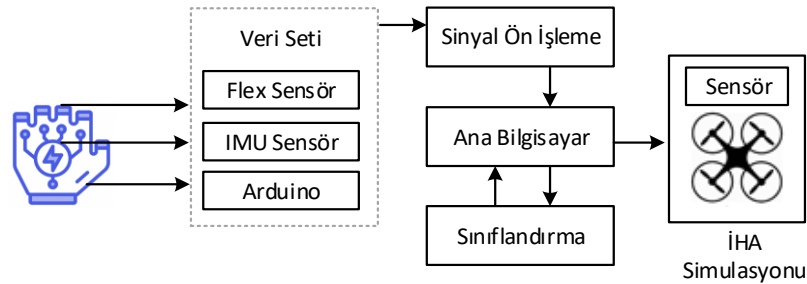 Veri Seti
Flex Sensör
IMU Sensör
Arduino
Sinyal Ön İşleme
Ana Bilgisayar
Sınıflandırma
Sensör
İHA
Simulasyonu